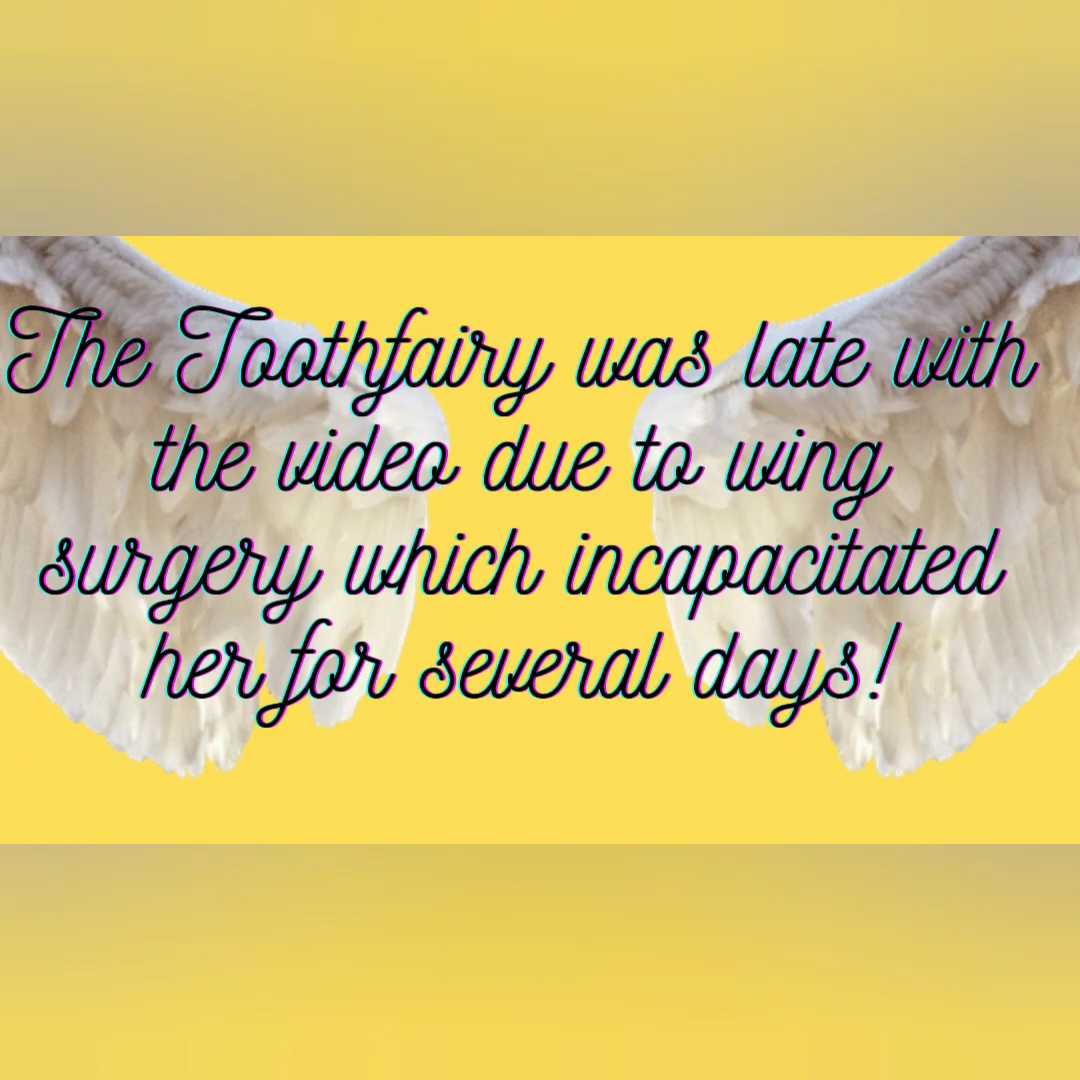 The Toothfairy was late with
the video due to wing
surgery which incapacitated
her for several days!